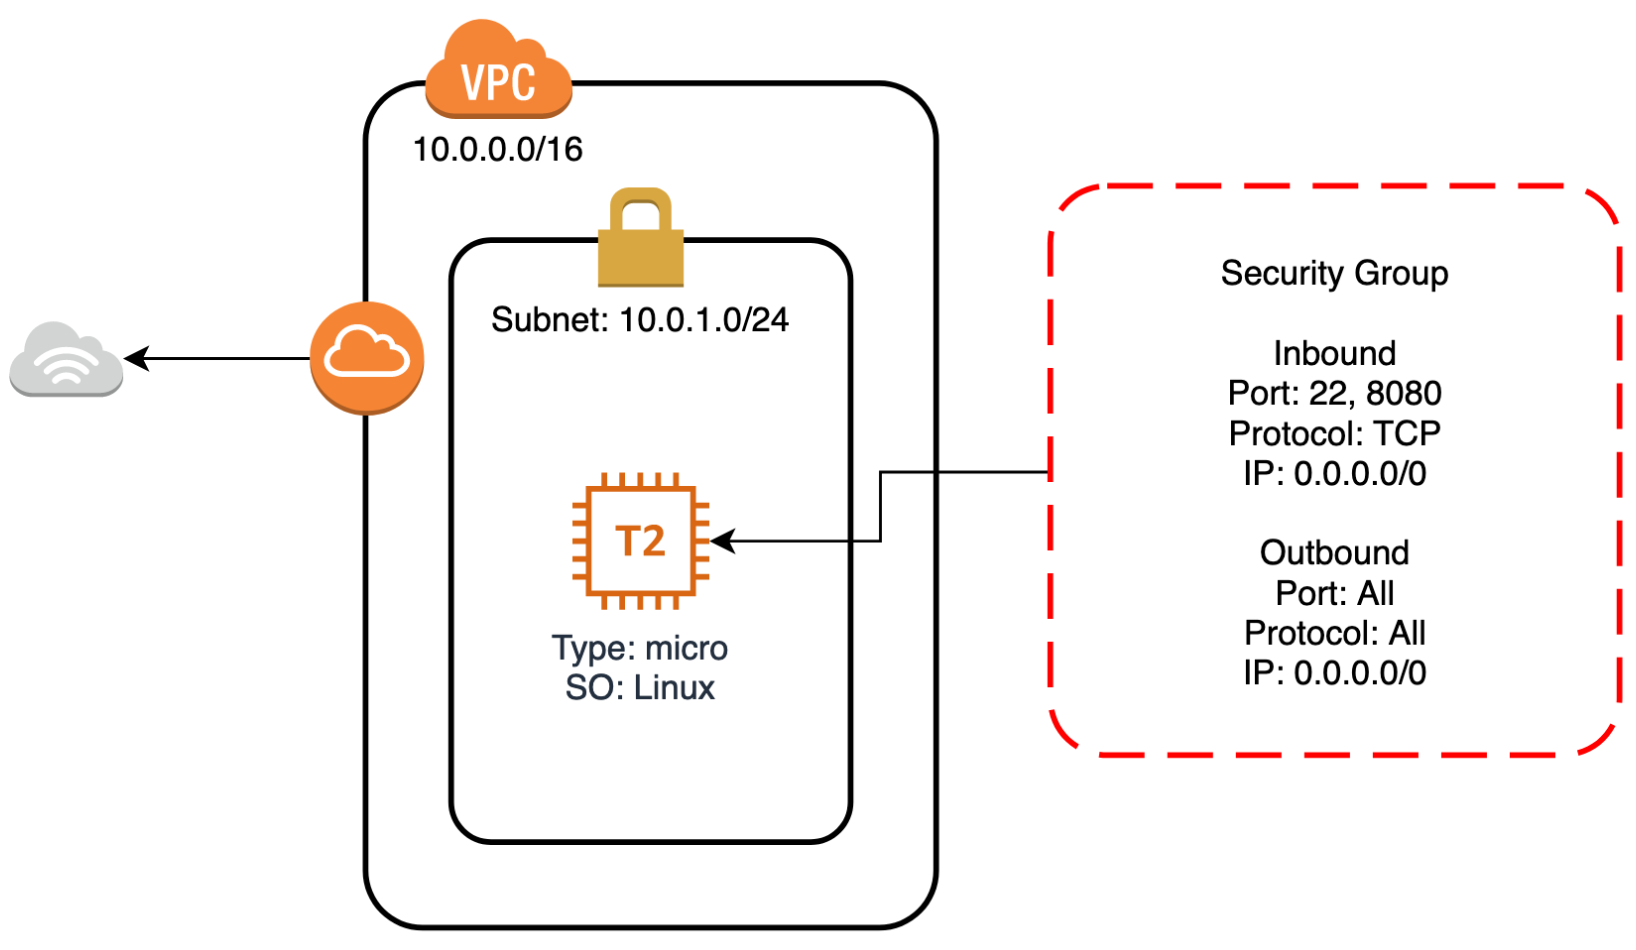 VPC
10.0.0.0/16
Subnet: 10.0.1.0/24
T2
Type: micro
SO: Linux
Security Group
Inbound
Port: 22, 8080
Protocol: TCP
IP: 0.0.0.0/0
Outbound
Port: All
Protocol: All
IP: 0.0.0.0/0